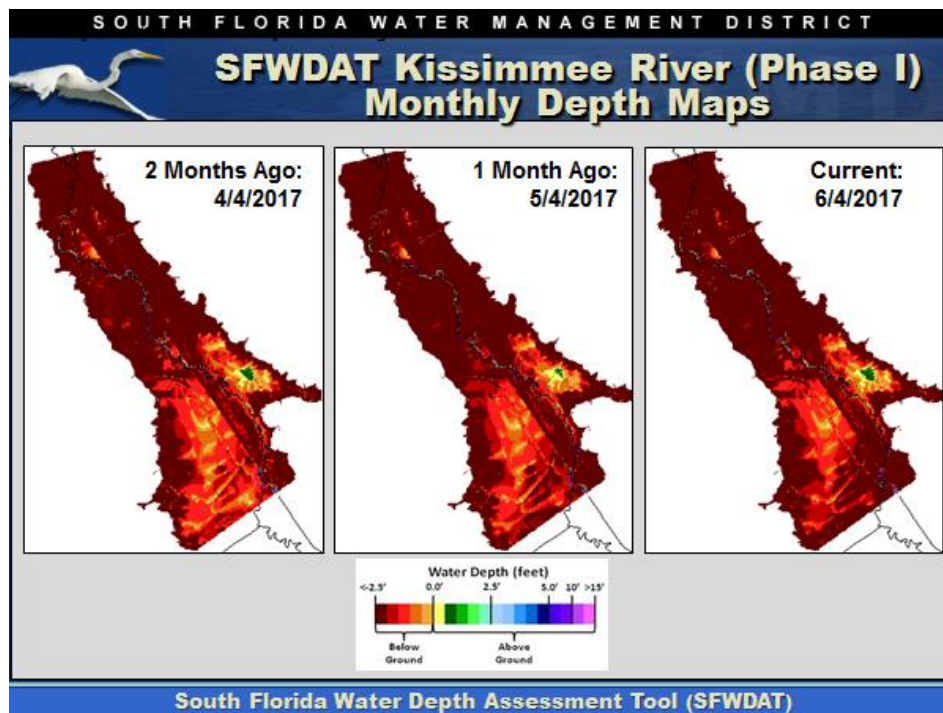 SOUTH FLORIDA WATER MANAGEMENT DISTRICT
SFWDAT Kissimmee River (Phase I)
Monthly Depth Maps
2 Months Ago:
4/4/2017
1 Month Ago:
5/4/2017
Current:
6/4/2017
Water Depth (feet)
<-2.5' 0.0' 2.5' 5.0' 10' >15'
Below
Ground
Above
Ground
South Florida Water Depth Assessment Tool (SFWDAT)